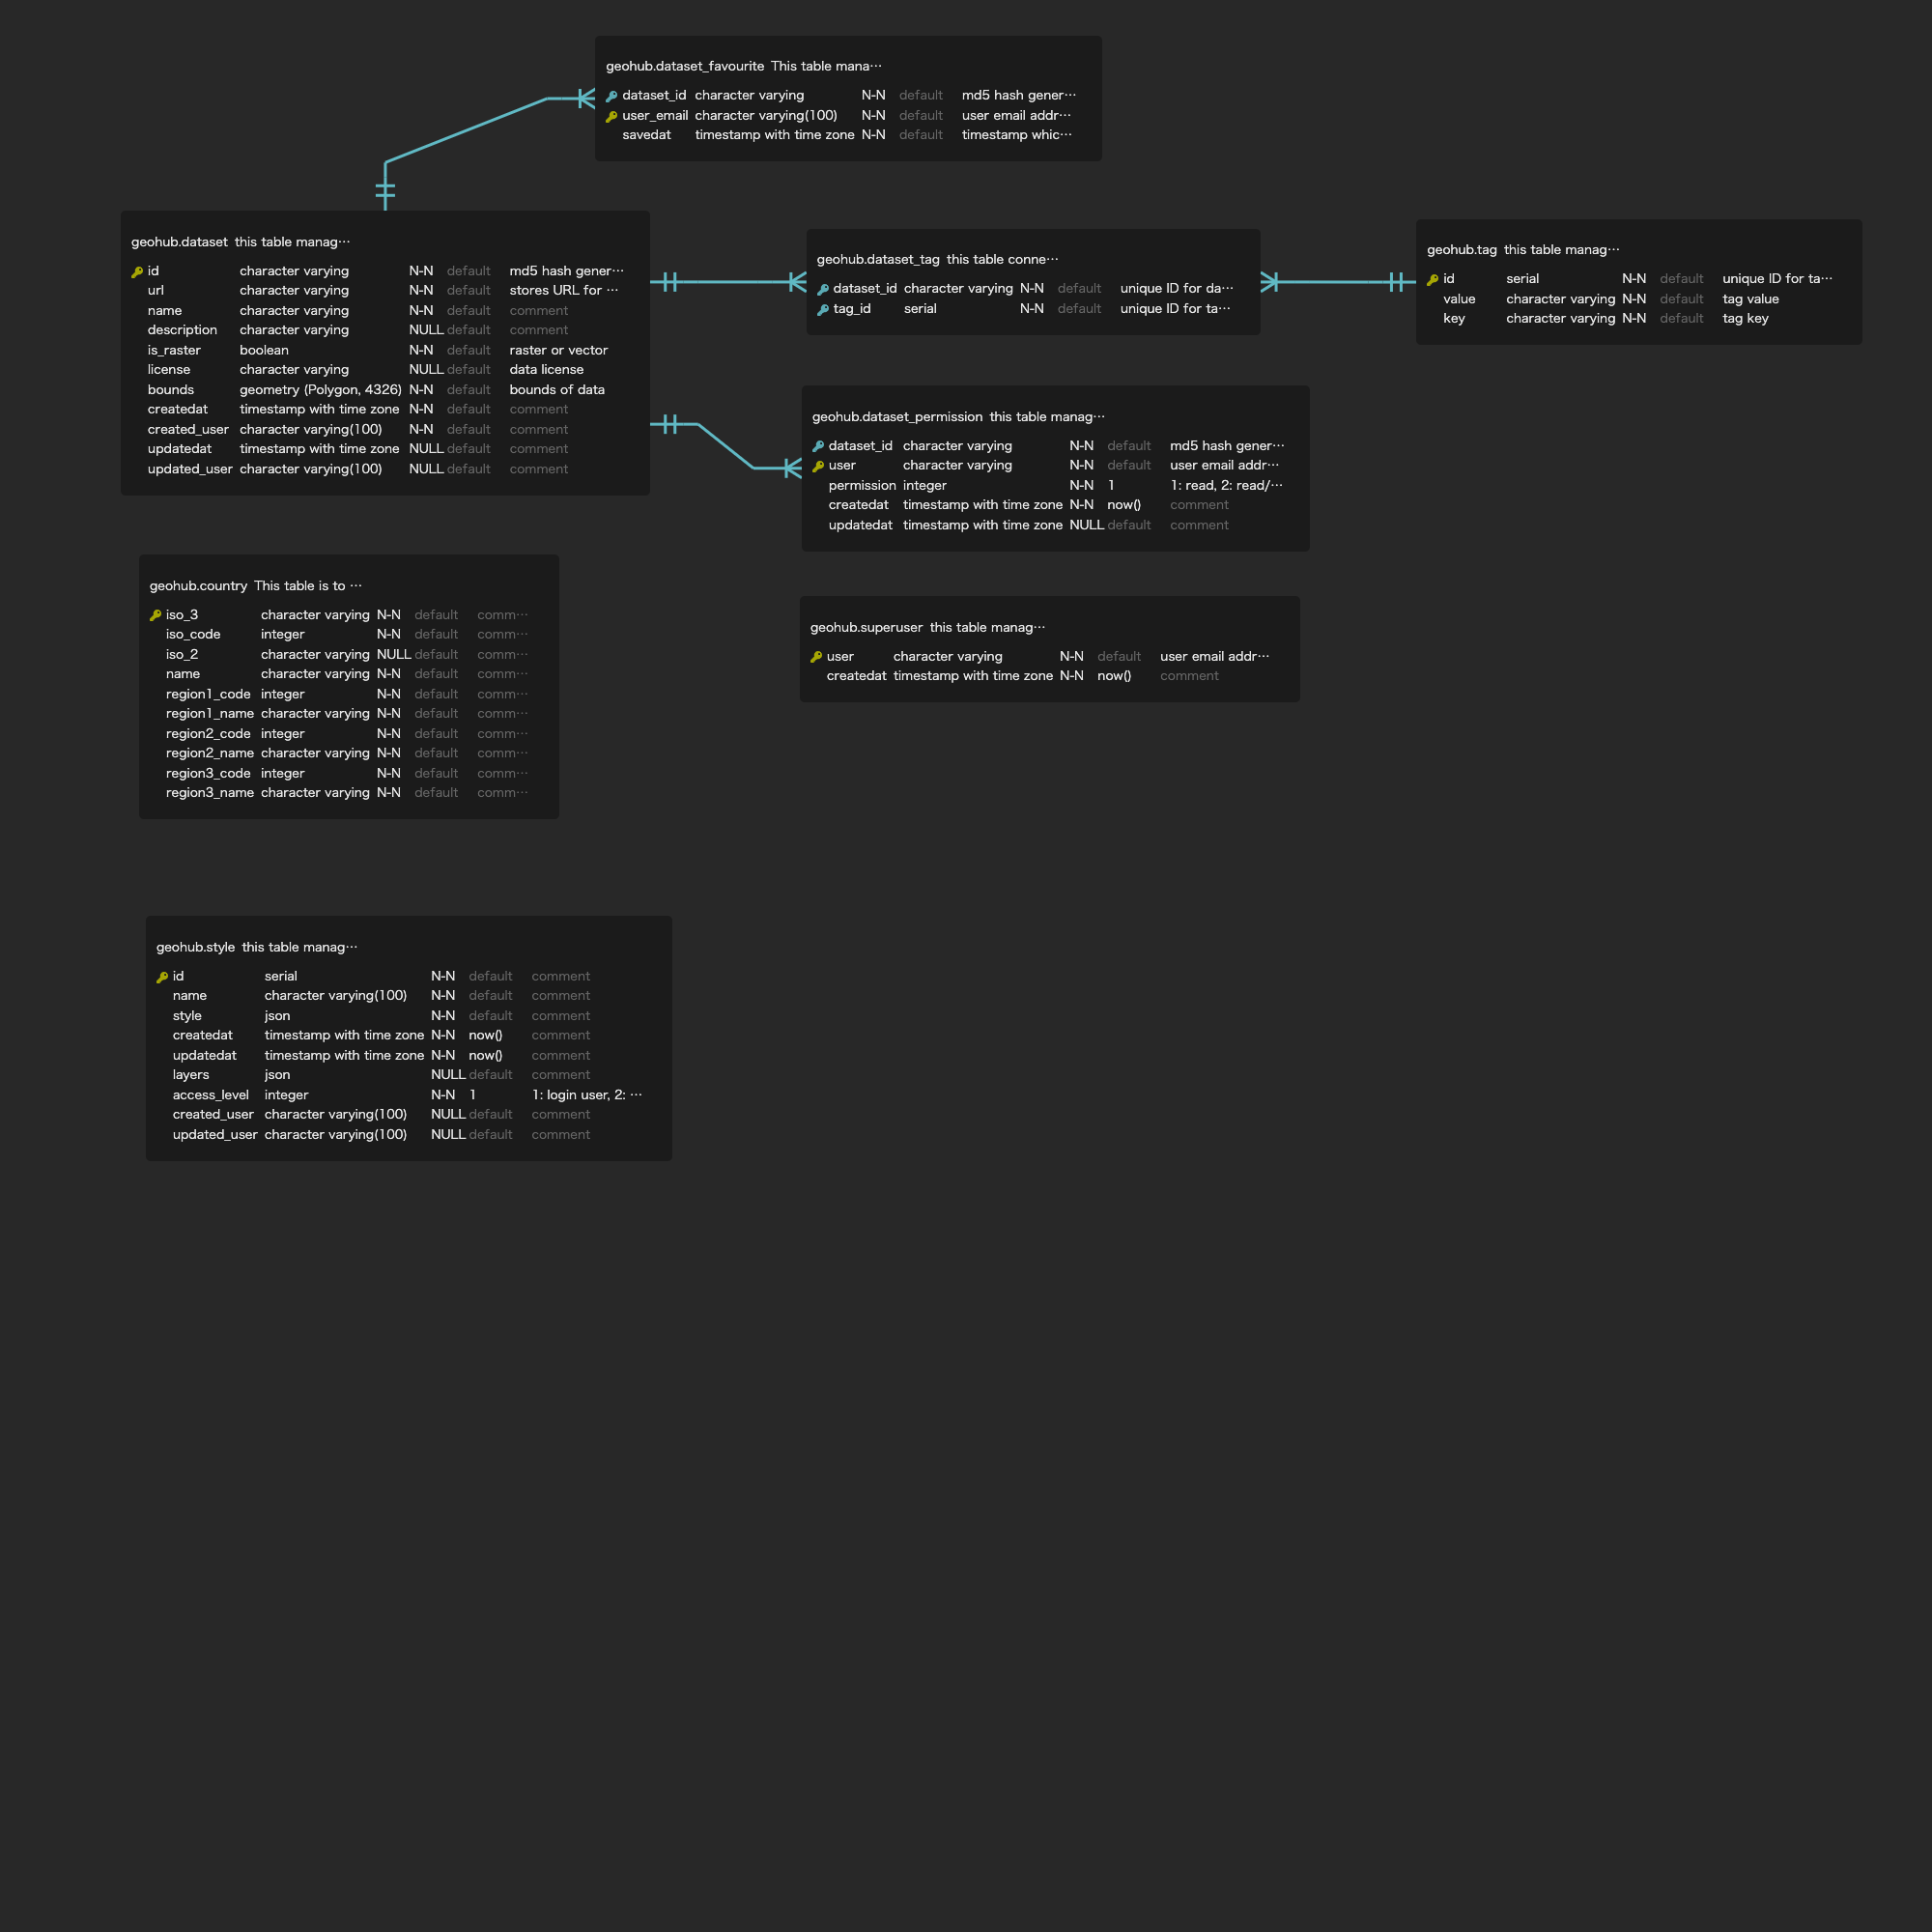 geohub.dataset_favourite This table mana…
dataset_id character varying N-N default md5 hash gener…
user_email character varying(100) N-N default user email addr…
savedat timestamp with time zone N-N default timestamp whic…
geohub.dataset this table manag…
id character varying N-N default md5 hash gener…
url character varying N-N default stores URL for …
name character varying N-N default comment
description character varying NULL default comment
is_raster boolean N-N default raster or vector
license character varying NULL default data license
bounds geometry (Polygon, 4326) N-N default bounds of data
createdat timestamp with time zone N-N default comment
created_user character varying(100) N-N default comment
updatedat timestamp with time zone NULL default comment
updated_user character varying(100) NULL default comment
geohub.dataset_tag this table conne…
dataset_id character varying N-N default unique ID for da…
tag_id serial N-N default unique ID for ta…
geohub.tag this table manag…
id serial N-N default unique ID for ta…
value character varying N-N default tag value
key character varying N-N default tag key
geohub.dataset_permission this table manag…
dataset_id character varying N-N default md5 hash gener…
user character varying N-N default user email addr…
permission integer N-N 1 1: read, 2: read/…
createdat timestamp with time zone N-N now() comment
updatedat timestamp with time zone NULL default comment
geohub.country This table is to …
iso_3 character varying N-N default comm…
iso_code integer N-N default comm…
iso_2 character varying NULL default comm…
name character varying N-N default comm…
region1_code integer N-N default comm…
region1_name character varying N-N default comm…
region2_code integer N-N default comm…
region2_name character varying N-N default comm…
region3_code integer N-N default comm…
region3_name character varying N-N default comm…
geohub.superuser this table manag…
user character varying N-N default user email addr…
createdat timestamp with time zone N-N now() comment
geohub.style this table manag…
id serial N-N default comment
name character varying(100) N-N default comment
style json N-N default comment
createdat timestamp with time zone N-N now() comment
updatedat timestamp with time zone N-N now() comment
layers json NULL default comment
access_level integer N-N 1 1: login user, 2: …
created_user character varying(100) NULL default comment
updated_user character varying(100) NULL default comment